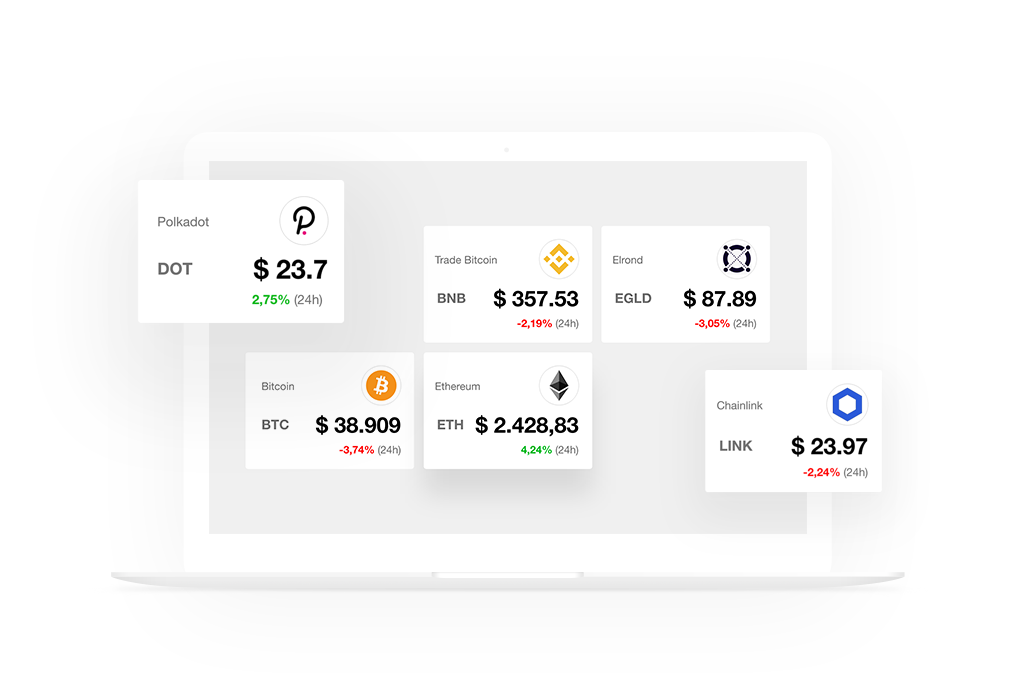 Polkadot
DOT $ 23.7
2,75% (24h)
Trade Bitcoin
BNB $ 357.53
-2,19% (24h)
Elrond
EGLD $ 87.89
-3,05% (24h)
Bitcoin
BTC $ 38.909
-3,74% (24h)
Ethereum
ETH $ 2.428,83
4,24% (24h)
Chainlink
LINK $ 23.97
-2,24% (24h)